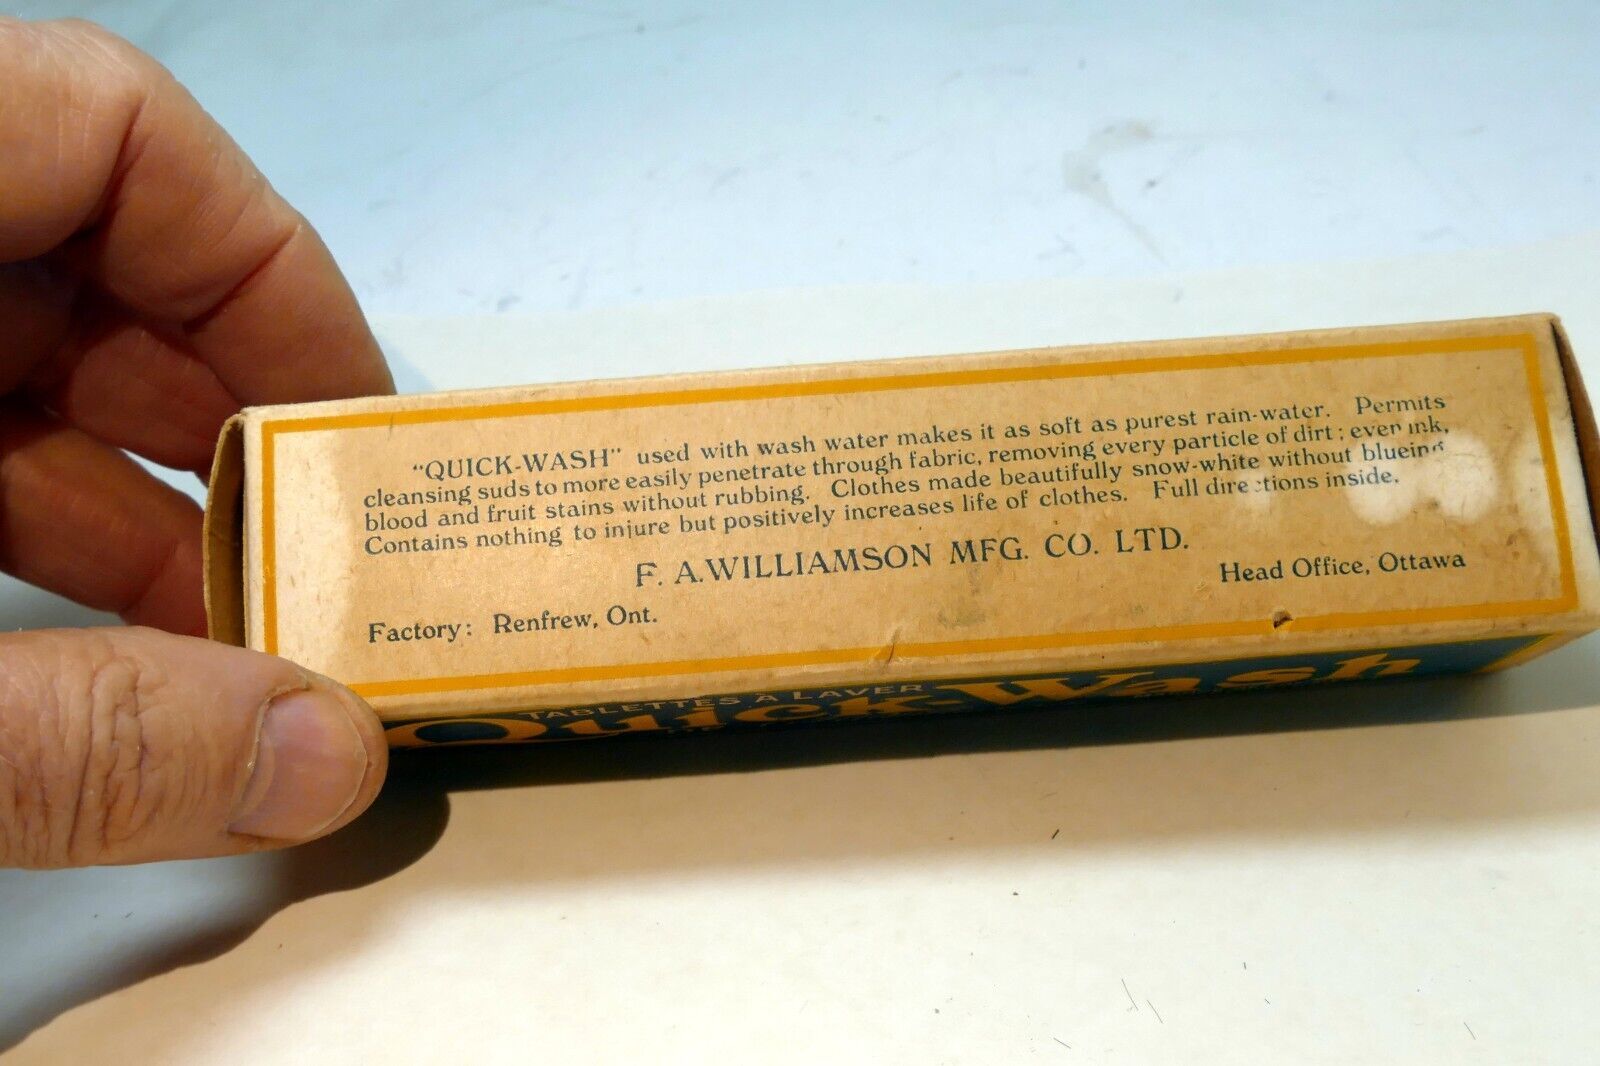 "QUICK-WASH" used with wash water makes it as soft as purest rain-water. Permits
cleansing suds to more easily penetrate through fabric, removing every particle of dirt; even ink,
blood and fruit stains without rubbing. Clothes made beautifully snow-white without blueing
Contains nothing to injure but positively increases life of clothes. Full directions inside.
F. A. WILLIAMSON MFG. CO. LTD.
Factory: Renfrew, Ont. Head Office, Ottawa
TABLETTES A LAVER
Quick-Wash